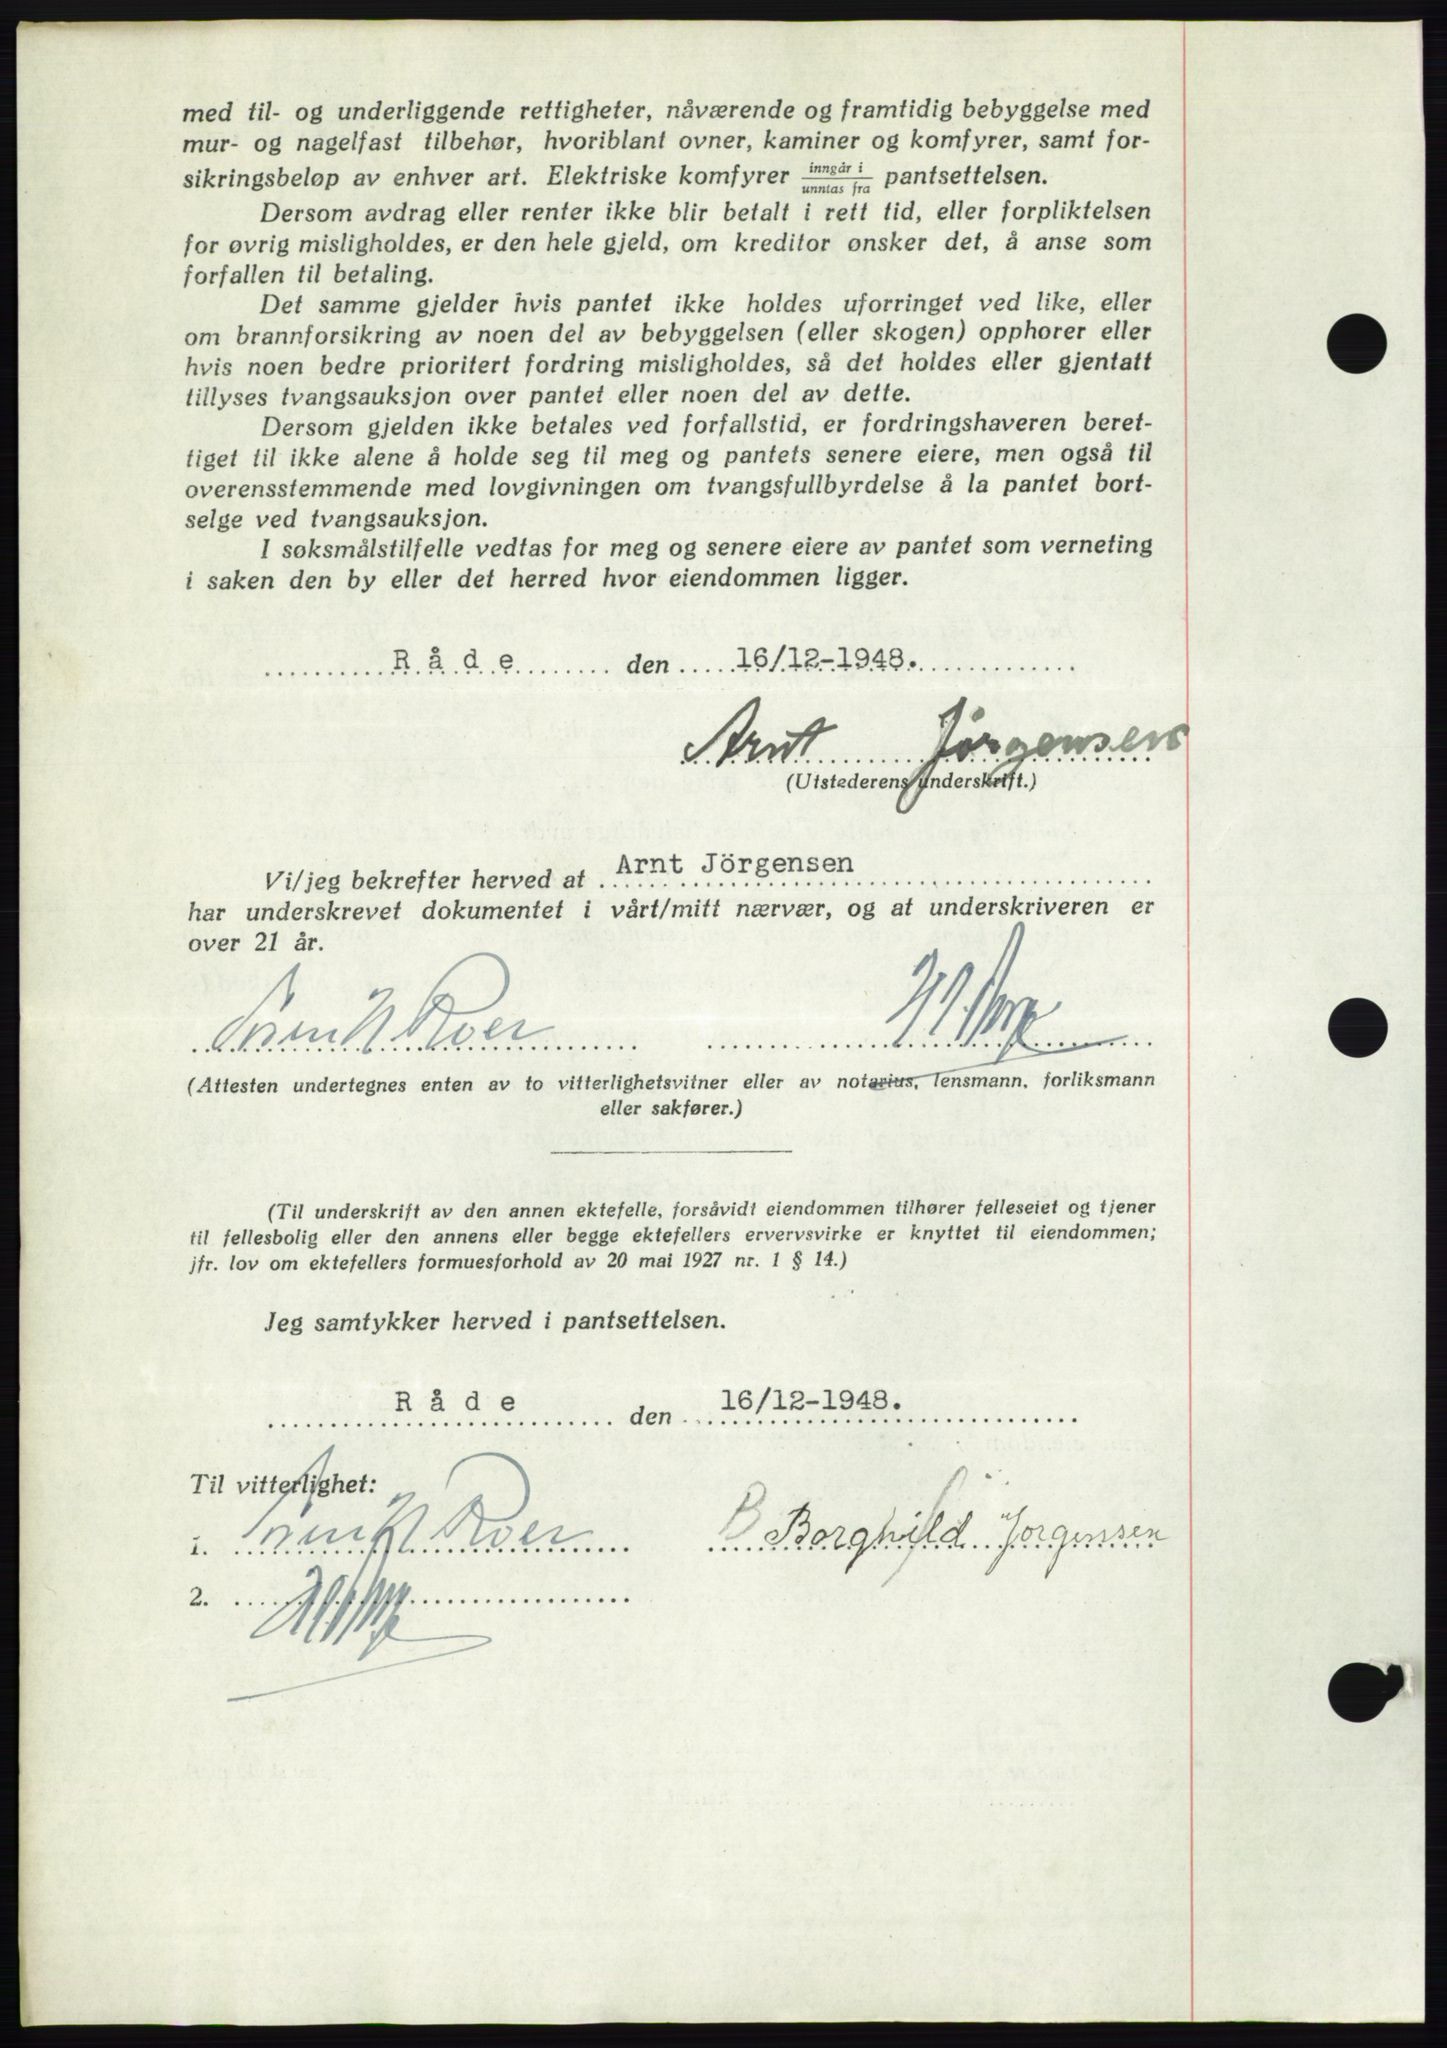 med til- og underliggende rettigheter, nåværende og framtidig bebyggelse med
mur- og nagelfast tilbehør, hvoriblant ovner, kaminer og komfyrer, samt for-
sikringsbeløp av enhver art. Elektriske komfyrer inngår i / unntas fra pantsettelsen.
Dersom avdrag eller renter ikke blir betalt i rett tid, eller forpliktelsen
for øvrig misligholdes, er den hele gjeld, om kreditor ønsker det, å anse som
forfallen til betaling.
Det samme gjelder hvis pantet ikke holdes uforringet ved like, eller
om brannforsikring av noen del av bebyggelsen (eller skogen) opphører eller
hvis noen bedre prioritert fordring misligholdes, så det holdes eller gjentatt
tillyses tvangsauksjon over pantet eller noen del av dette.
Dersom gjelden ikke betales ved forfallstid, er fordringshaveren beret-
tiget til ikke alene å holde seg til meg og pantets senere eiere, men også til
overensstemmende med lovgivningen om tvangsfullbyrdelse å la pantet bort-
selge ved tvangsauksjon.
I søksmålstilfelle vedtas for meg og senere eiere av pantet som verneting
i saken den by eller det herred hvor eiendommen ligger.
Råde den 16/12-1948.
Arnt Jørgensen
(Utstederens underskrift.)
Vi/jeg bekrefter herved at Arnt Jörgensen
har underskrevet dokumentet i vårt/mitt nærvær, og at underskriveren er
over 21 år.
(Attesten undertegnes enten av to vitterlighetsvitner eller av notarius, lensmann, forliksmann
eller sakfører.)
(Til underskrift av den annen ektefelle, forsåvidt eiendommen tilhører felleseiet og tjener
til fellesbolig eller den annens eller begge ektefellers ervervsvirke er knyttet til eiendommen;
jfr. lov om ektefellers formuesforhold av 20 mai 1927 nr. 1 § 14.)
Jeg samtykker herved i pantsettelsen.
Råde den 16/12-1948.
Til vitterlighet:
1. Borghild Jörgensen
2.